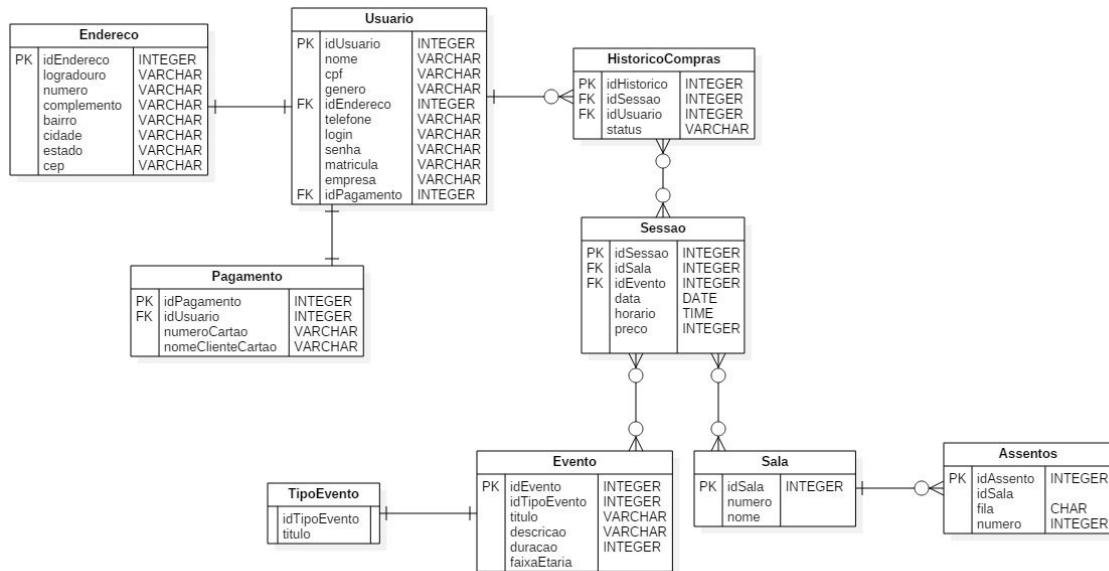 Endereco
PK idEndereco INTEGER
logradouro VARCHAR
numero VARCHAR
complemento VARCHAR
bairro VARCHAR
cidade VARCHAR
estado VARCHAR
cep VARCHAR
Usuario
PK idUsuario INTEGER
nome VARCHAR
cpf VARCHAR
genero VARCHAR
FK idEndereco INTEGER
telefone VARCHAR
login VARCHAR
senha VARCHAR
matricula VARCHAR
empresa VARCHAR
FK idPagamento INTEGER
HistoricoCompras
PK idHistorico INTEGER
FK idSessao INTEGER
FK idUsuario INTEGER
status VARCHAR
Pagamento
PK idPagamento INTEGER
FK idUsuario INTEGER
numeroCartao VARCHAR
nomeClienteCartao VARCHAR
Sessao
PK idSessao INTEGER
FK idSala INTEGER
FK idEvento INTEGER
data DATE
horario TIME
preco INTEGER
TipoEvento
idTipoEvento
titulo
Evento
PK idEvento INTEGER
idTipoEvento INTEGER
titulo VARCHAR
descricao VARCHAR
duracao INTEGER
faixaEtaria
Sala
PK idSala INTEGER
numero
nome
Assentos
PK idAssento INTEGER
idSala
fila CHAR
numero INTEGER